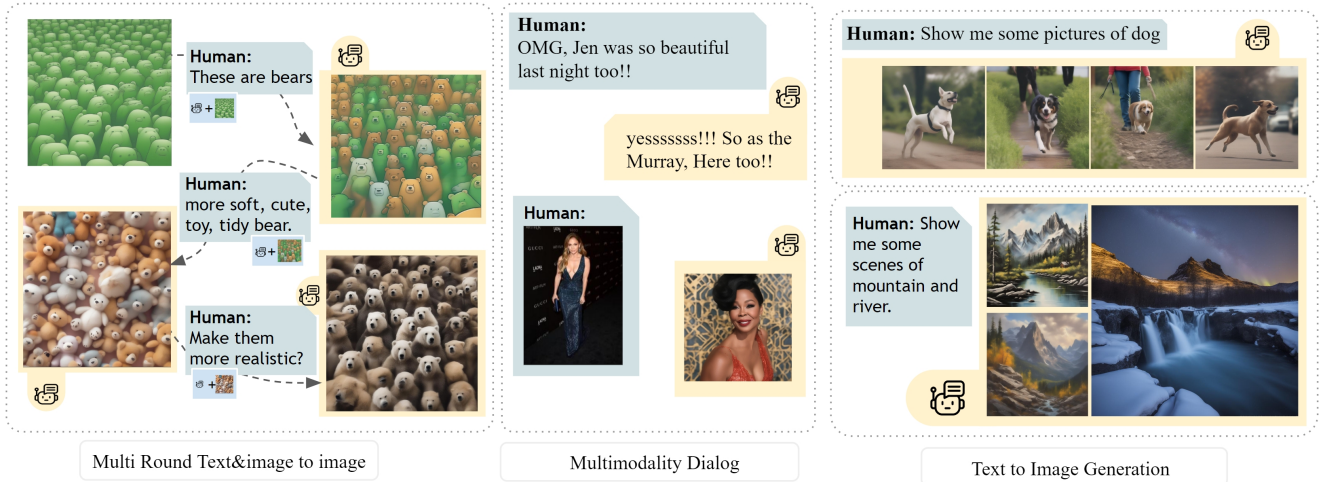 Human:
These are bears
+
Human:
more soft, cute,
toy, tidy bear.
+
Human:
Make them
more realistic?
+
Multi Round Text&image to image
Human:
OMG, Jen was so beautiful
last night too!!
yesssssss!!! So as the
Murray, Here too!!
Human:
Multimodality Dialog
Human: Show me some pictures of dog
Human: Show
me some
scenes of
mountain and
river.
Text to Image Generation